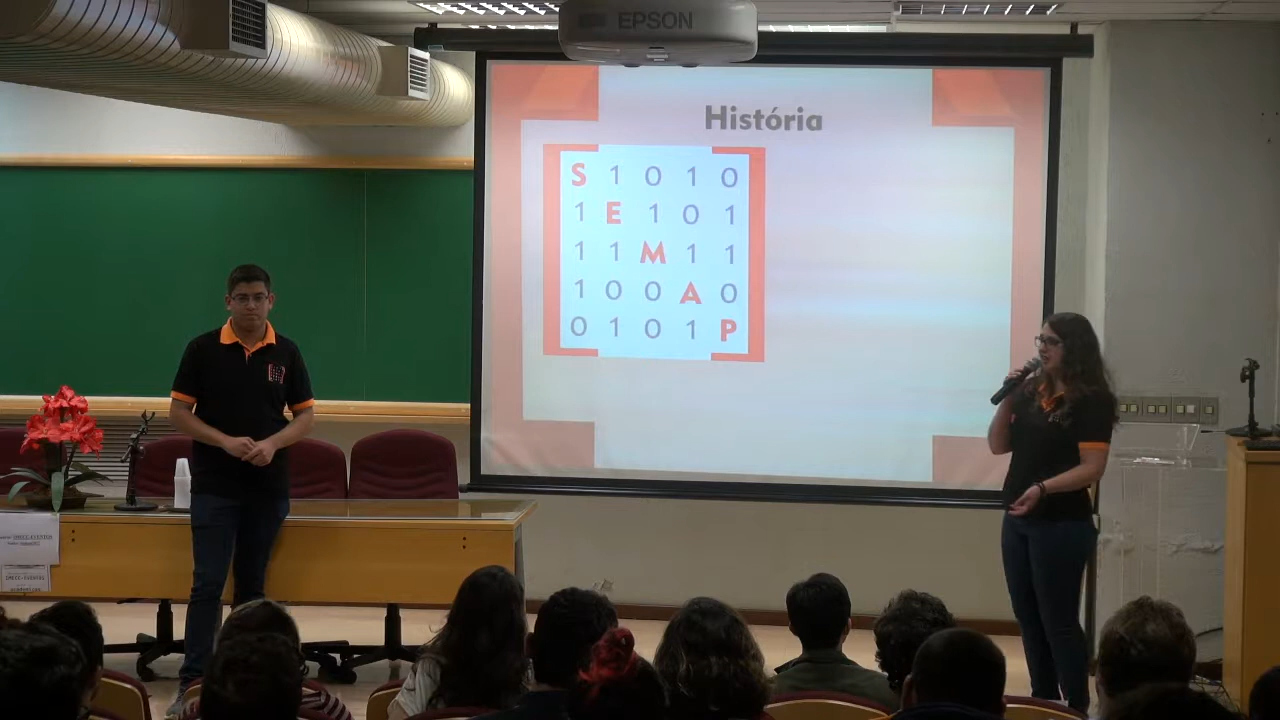 EPSON
História
S 1 0 1 0
1 E 1 0 1
1 1 M 1 1
1 0 0 A 0
0 1 0 1 P